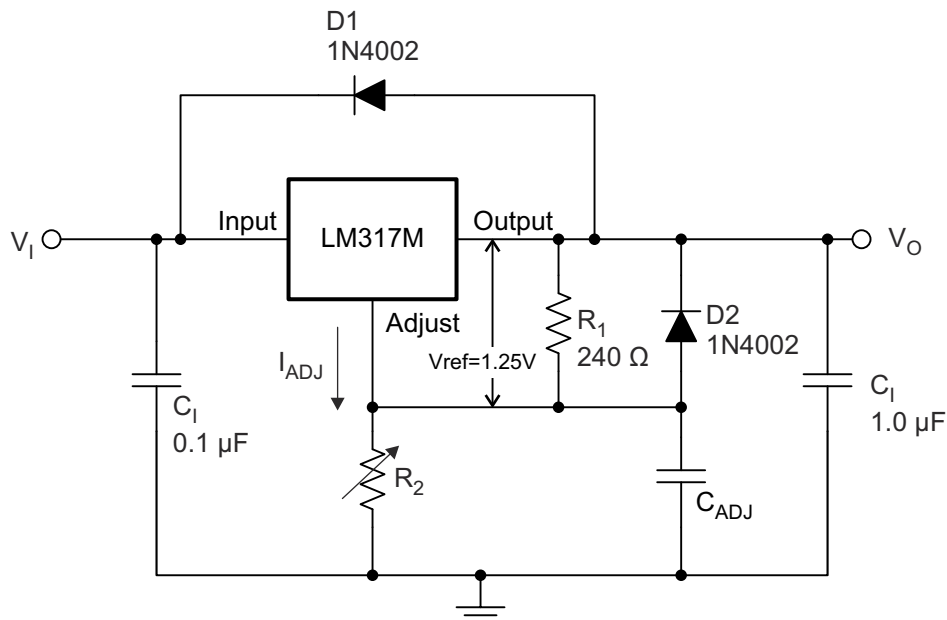 D1
1N4002
Input
LM317M
Output
V_I
V_O
Adjust
I_ADJ
Vref=1.25V
R_1
240 Ω
D2
1N4002
C_I
0.1 µF
C_I
1.0 µF
R_2
C_ADJ